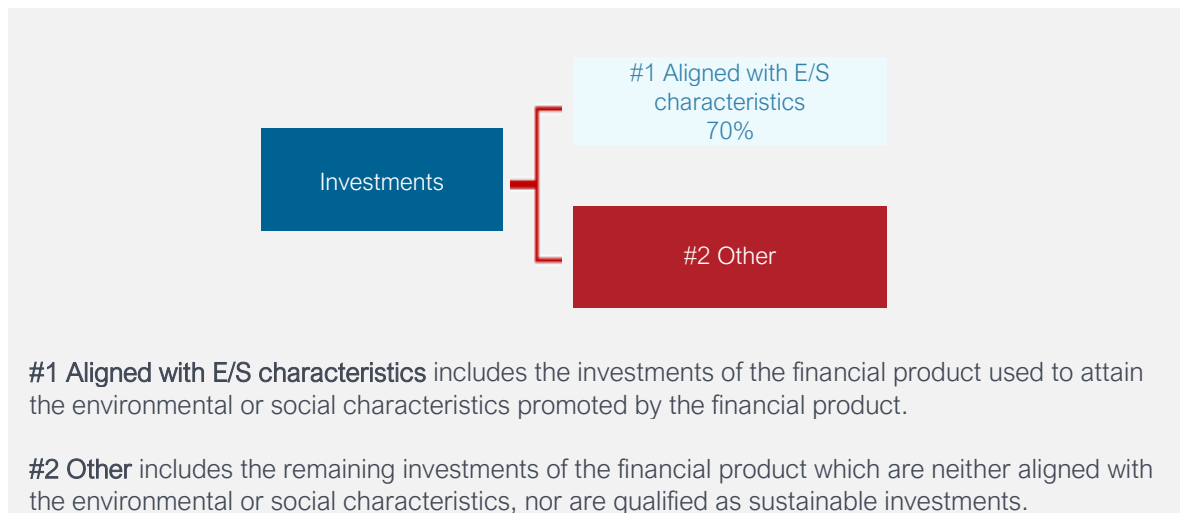 #1 Aligned with E/S
characteristics
70%
Investments
#2 Other
#1 Aligned with E/S characteristics includes the investments of the financial product used to attain
the environmental or social characteristics promoted by the financial product.
#2 Other includes the remaining investments of the financial product which are neither aligned with
the environmental or social characteristics, nor are qualified as sustainable investments.